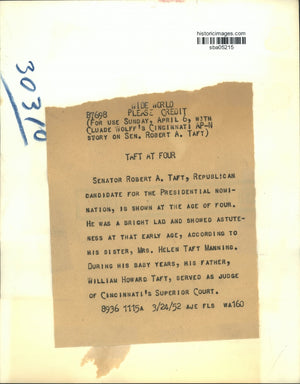 historicimages.com
sba05215
30310
WIDE WORLD
B7698 PLEASE CREDIT
(FOR USE SUNDAY, APRIL 6, WITH
CLUADE WOLFF'S CINCINNATI AP-N
STORY ON SEN. ROBERT A. TAFT)
TAFT AT FOUR
SENATOR ROBERT A. TAFT, REPUBLICAN
CANDIDATE FOR THE PRESIDENTIAL NOMI-
NATION, IS SHOWN AT THE AGE OF FOUR.
HE WAS A BRIGHT LAD AND SHOWED ASTUTE-
NESS AT THAT EARLY AGE, ACCORDING TO
HIS SISTER, MRS. HELEN TAFT MANNING.
DURING HIS BABY YEARS, HIS FATHER,
WILLIAM HOWARD TAFT, SERVED AS JUDGE
OF CINCINNATI'S SUPERIOR COURT.
8936 1115A 3/24/52 AJE FLS WA160